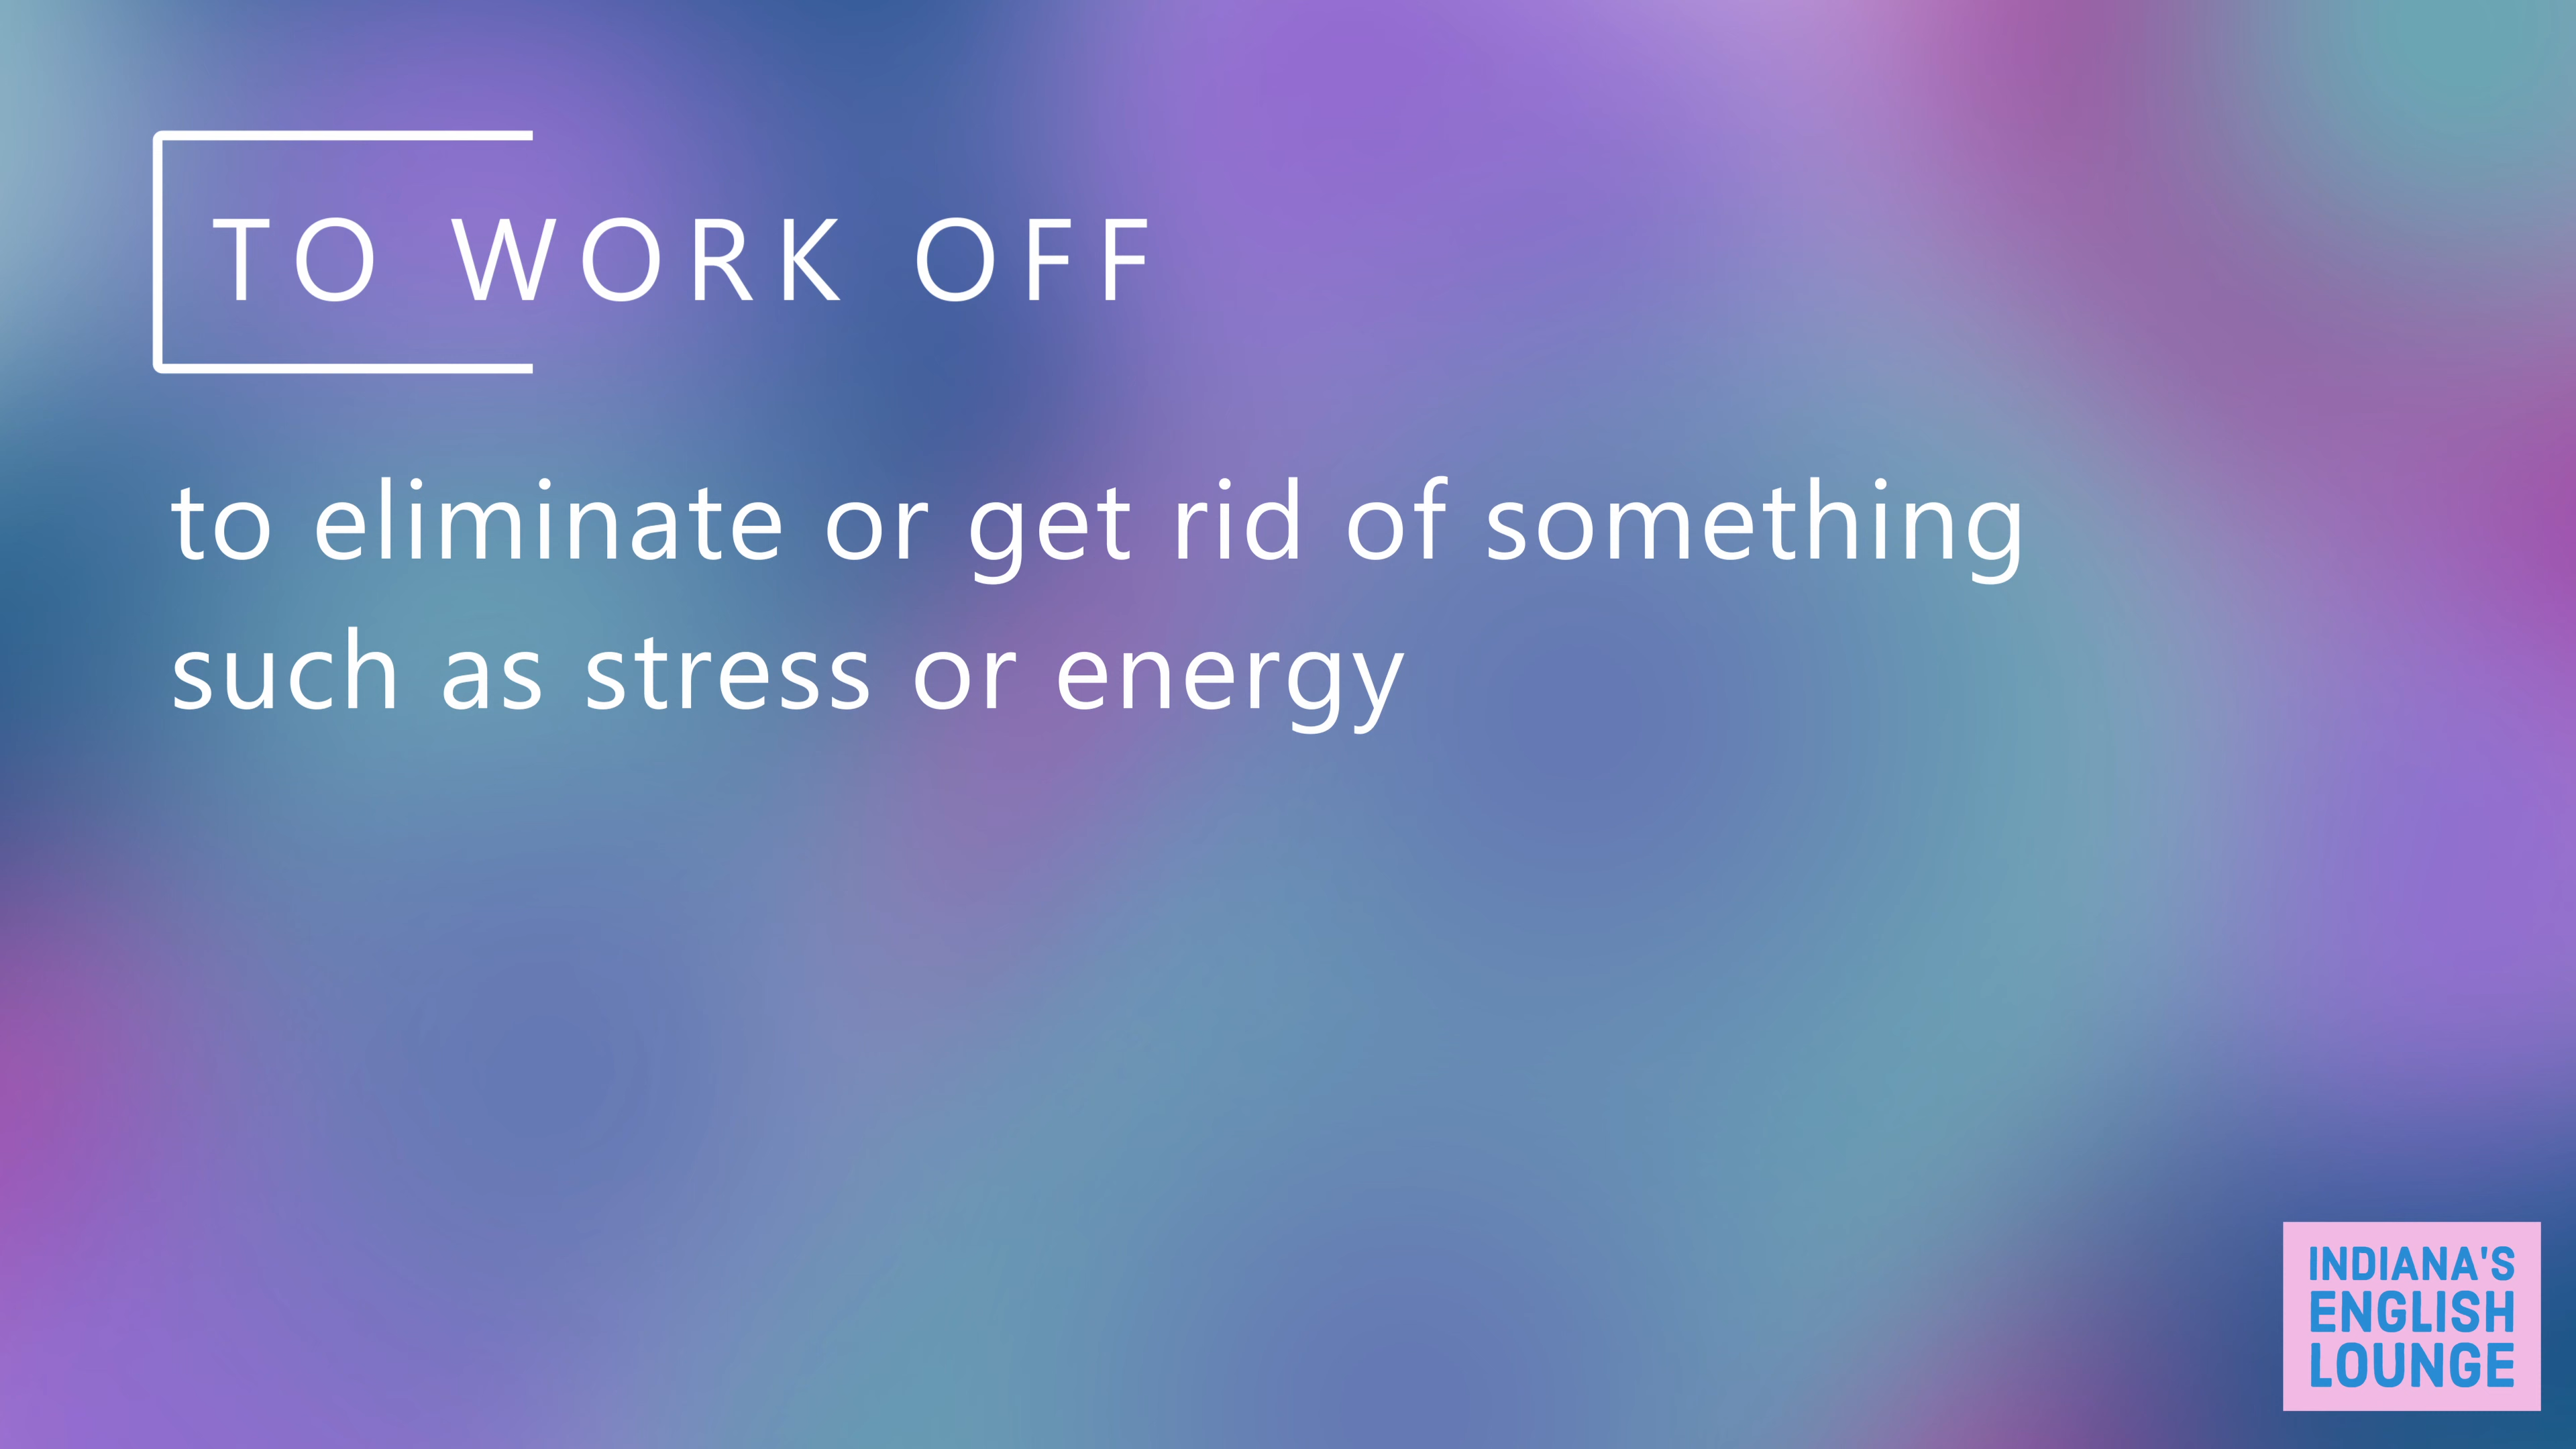 TO WORK OFF
to eliminate or get rid of something
such as stress or energy
INDIANA'S
ENGLISH
LOUNGE